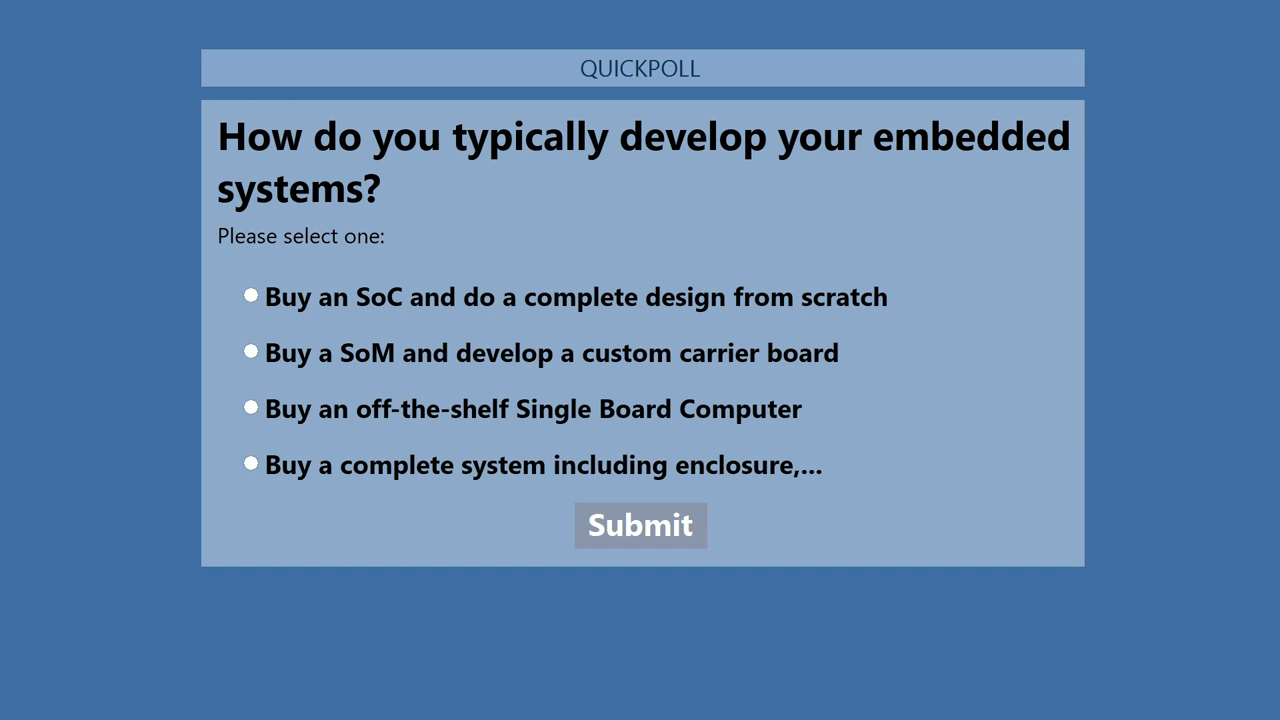 QUICKPOLL
How do you typically develop your embedded
systems?
Please select one:
Buy an SoC and do a complete design from scratch
Buy a SoM and develop a custom carrier board
Buy an off-the-shelf Single Board Computer
Buy a complete system including enclosure,...
Submit